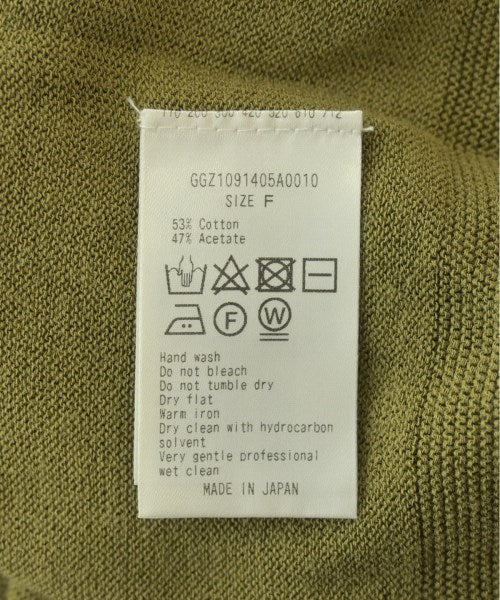 GGZ1091405A0010
SIZE F
53% Cotton
47% Acetate
F W
Hand wash
Do not bleach
Do not tumble dry
Dry flat
Warm iron
Dry clean with hydrocarbon
solvent
Very gentle professional
wet clean
MADE IN JAPAN